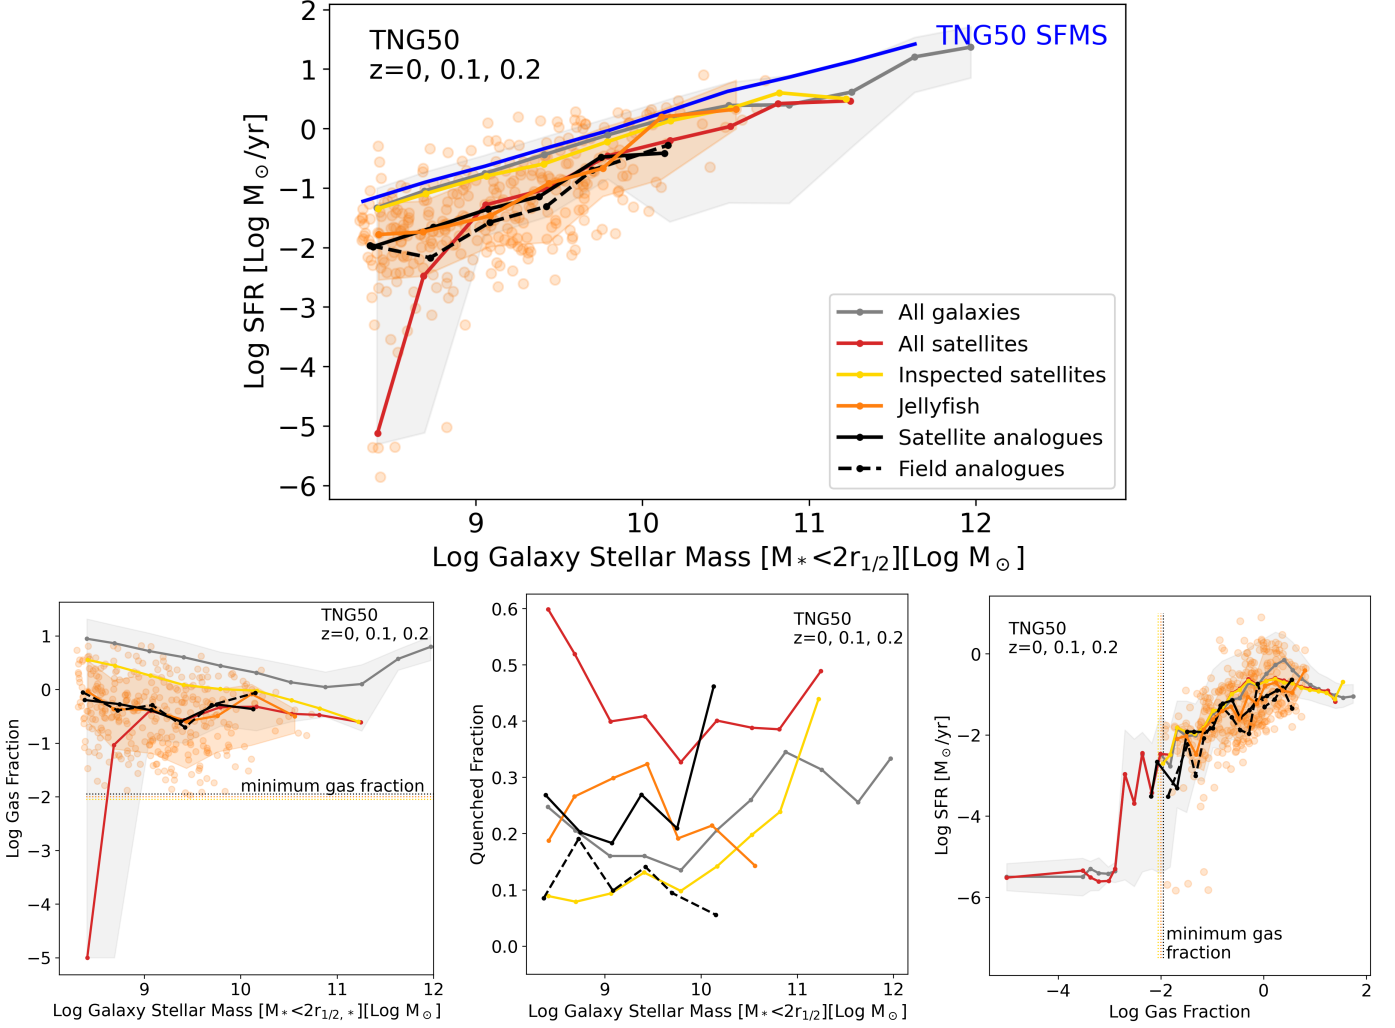 TNG50
z=0, 0.1, 0.2
TNG50 SFMS
2
1
0
−1
−2
−3
−4
−5
−6
Log SFR [Log M⊙/yr]
All galaxies
All satellites
Inspected satellites
Jellyfish
Satellite analogues
Field analogues
9
10
11
12
Log Galaxy Stellar Mass [M*<2r1/2][Log M⊙]
TNG50
z=0, 0.1, 0.2
1
0
−1
−2
−3
−4
−5
Log Gas Fraction
minimum gas fraction
9
10
11
12
Log Galaxy Stellar Mass [M*<2r1/2,*][Log M⊙]
TNG50
z=0, 0.1, 0.2
0.6
0.5
0.4
0.3
0.2
0.1
0.0
Quenched Fraction
9
10
11
12
Log Galaxy Stellar Mass [M*<2r1/2][Log M⊙]
TNG50
z=0, 0.1, 0.2
0
−2
−4
−6
Log SFR [M⊙/yr]
minimum gas
fraction
−4
−2
0
2
Log Gas Fraction